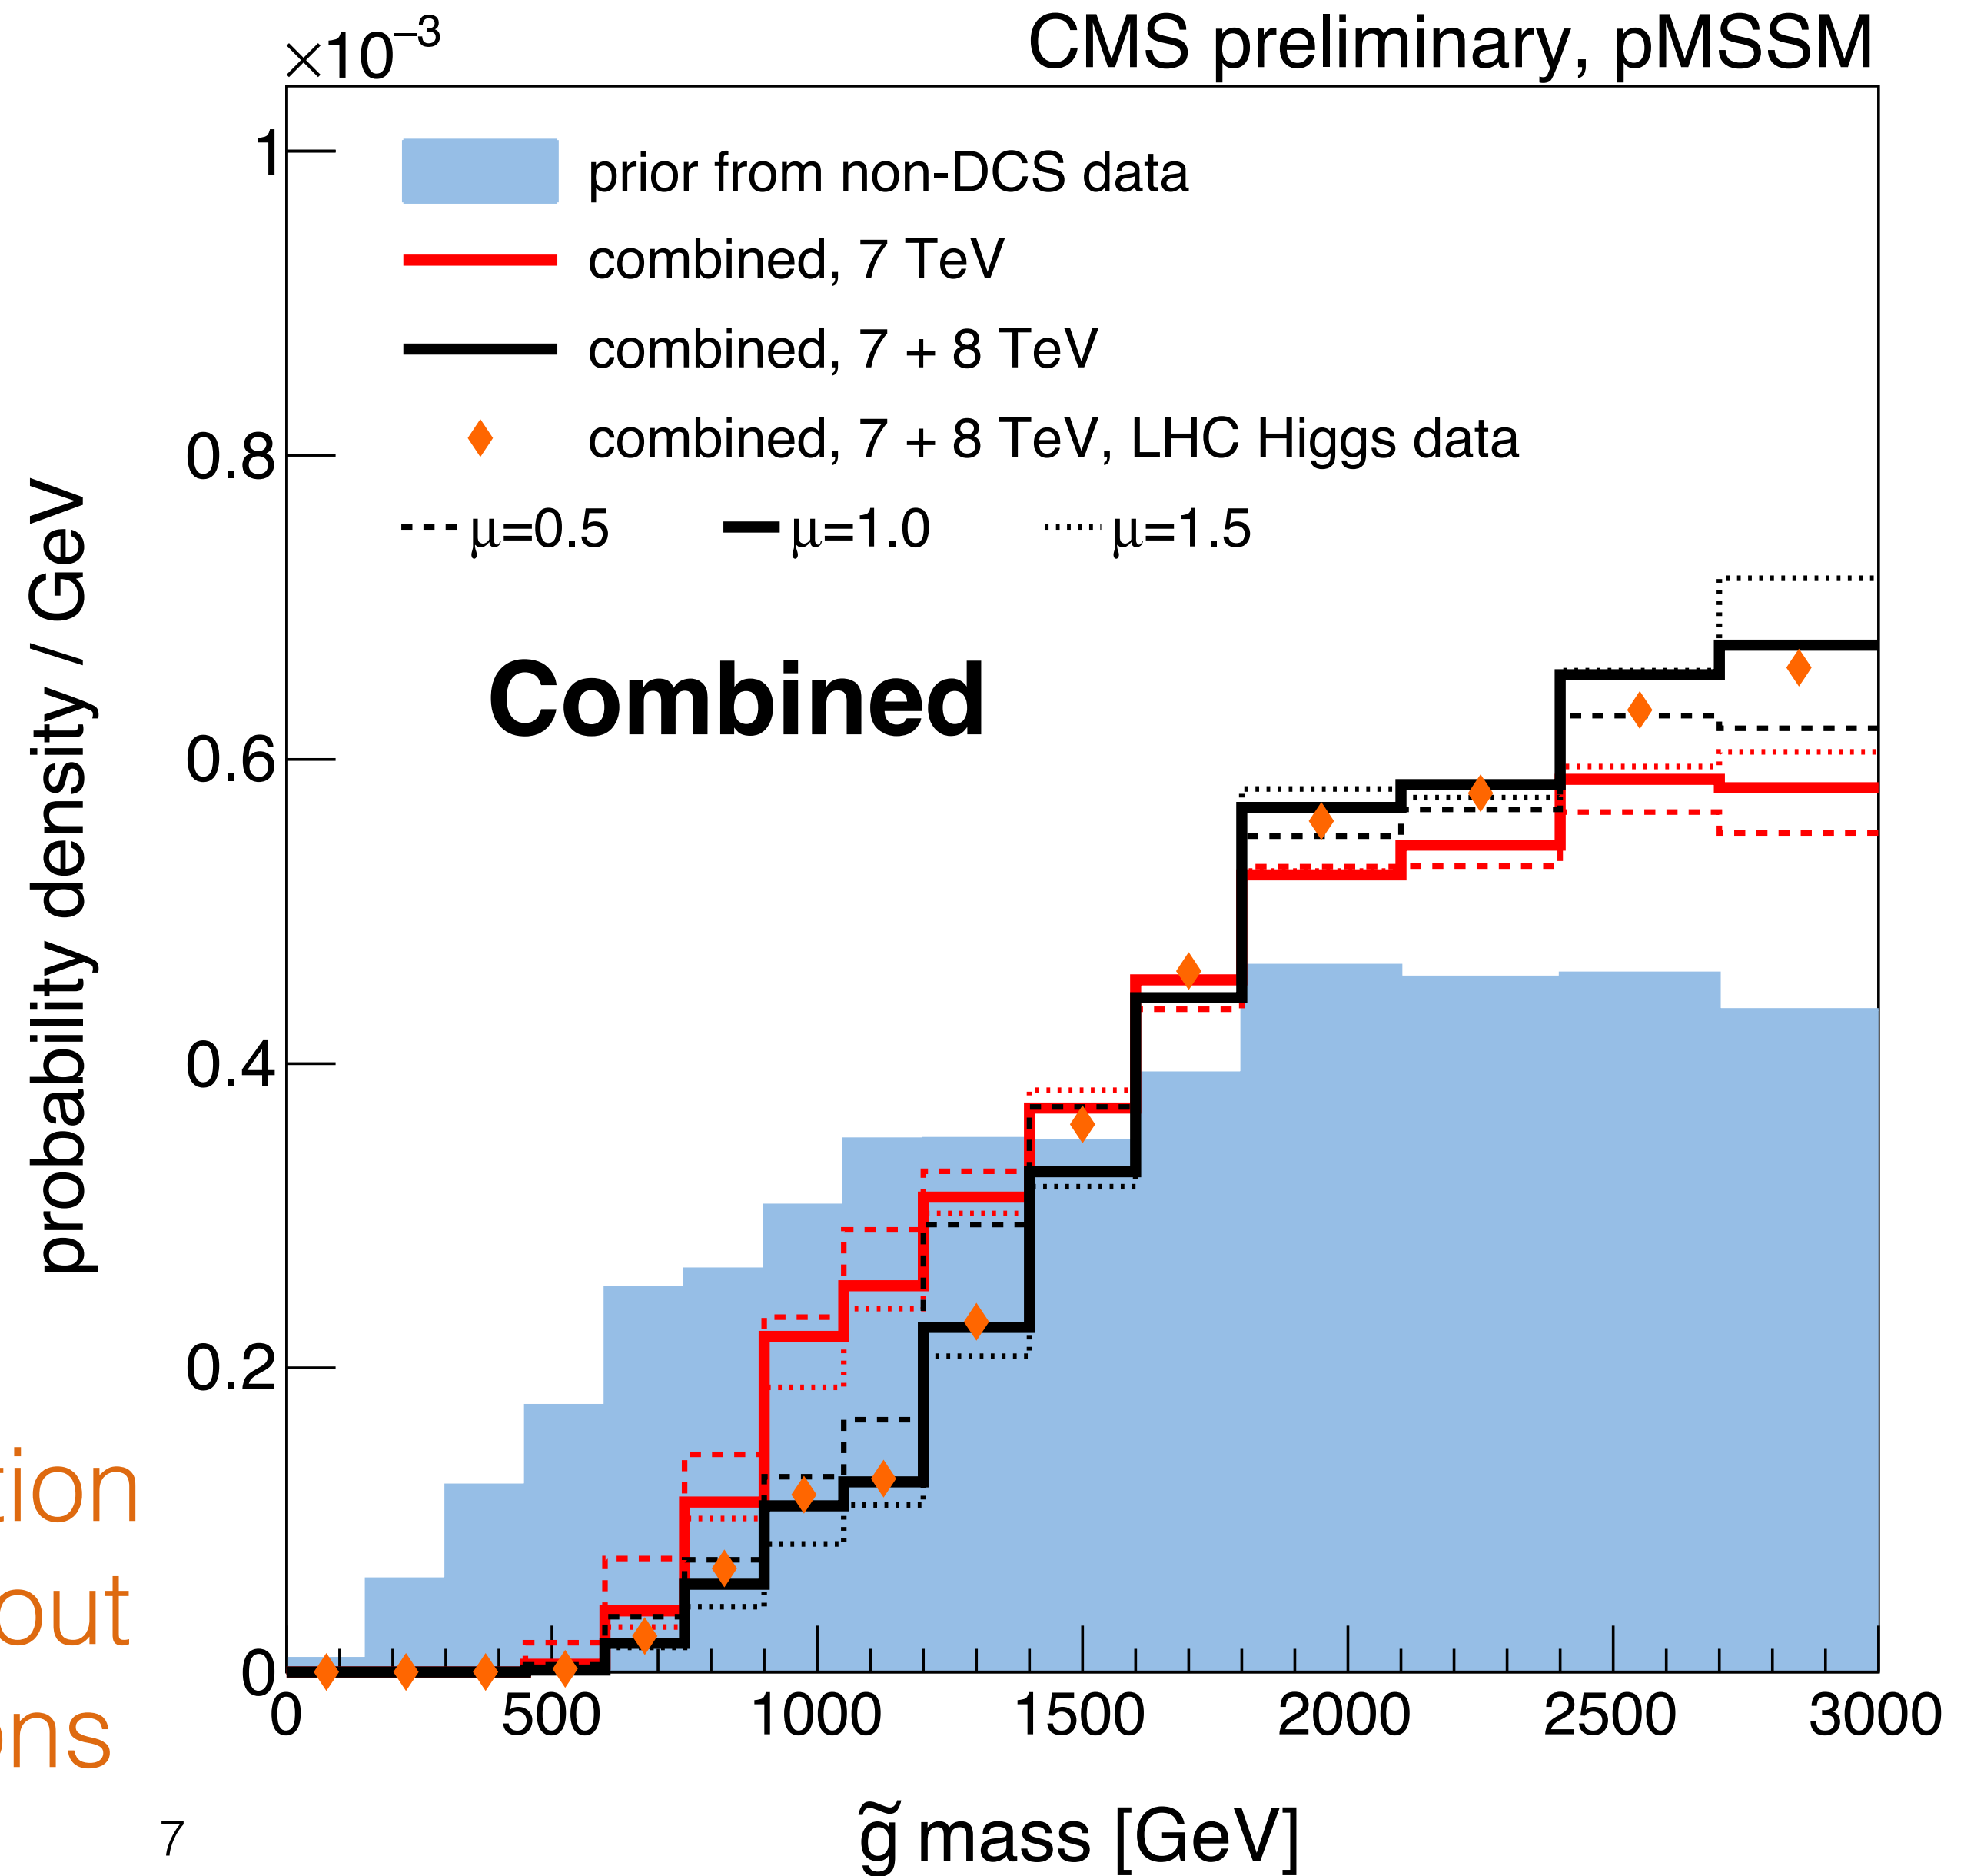 ×10⁻³
CMS preliminary, pMSSM
prior from non-DCS data
combined, 7 TeV
combined, 7 + 8 TeV
combined, 7 + 8 TeV, LHC Higgs data
μ=0.5 μ=1.0 μ=1.5
Combined
probability density / GeV
1
0.8
0.6
0.4
0.2
0
0 500 1000 1500 2000 2500 3000
g̃ mass [GeV]
tion
out
ns
7